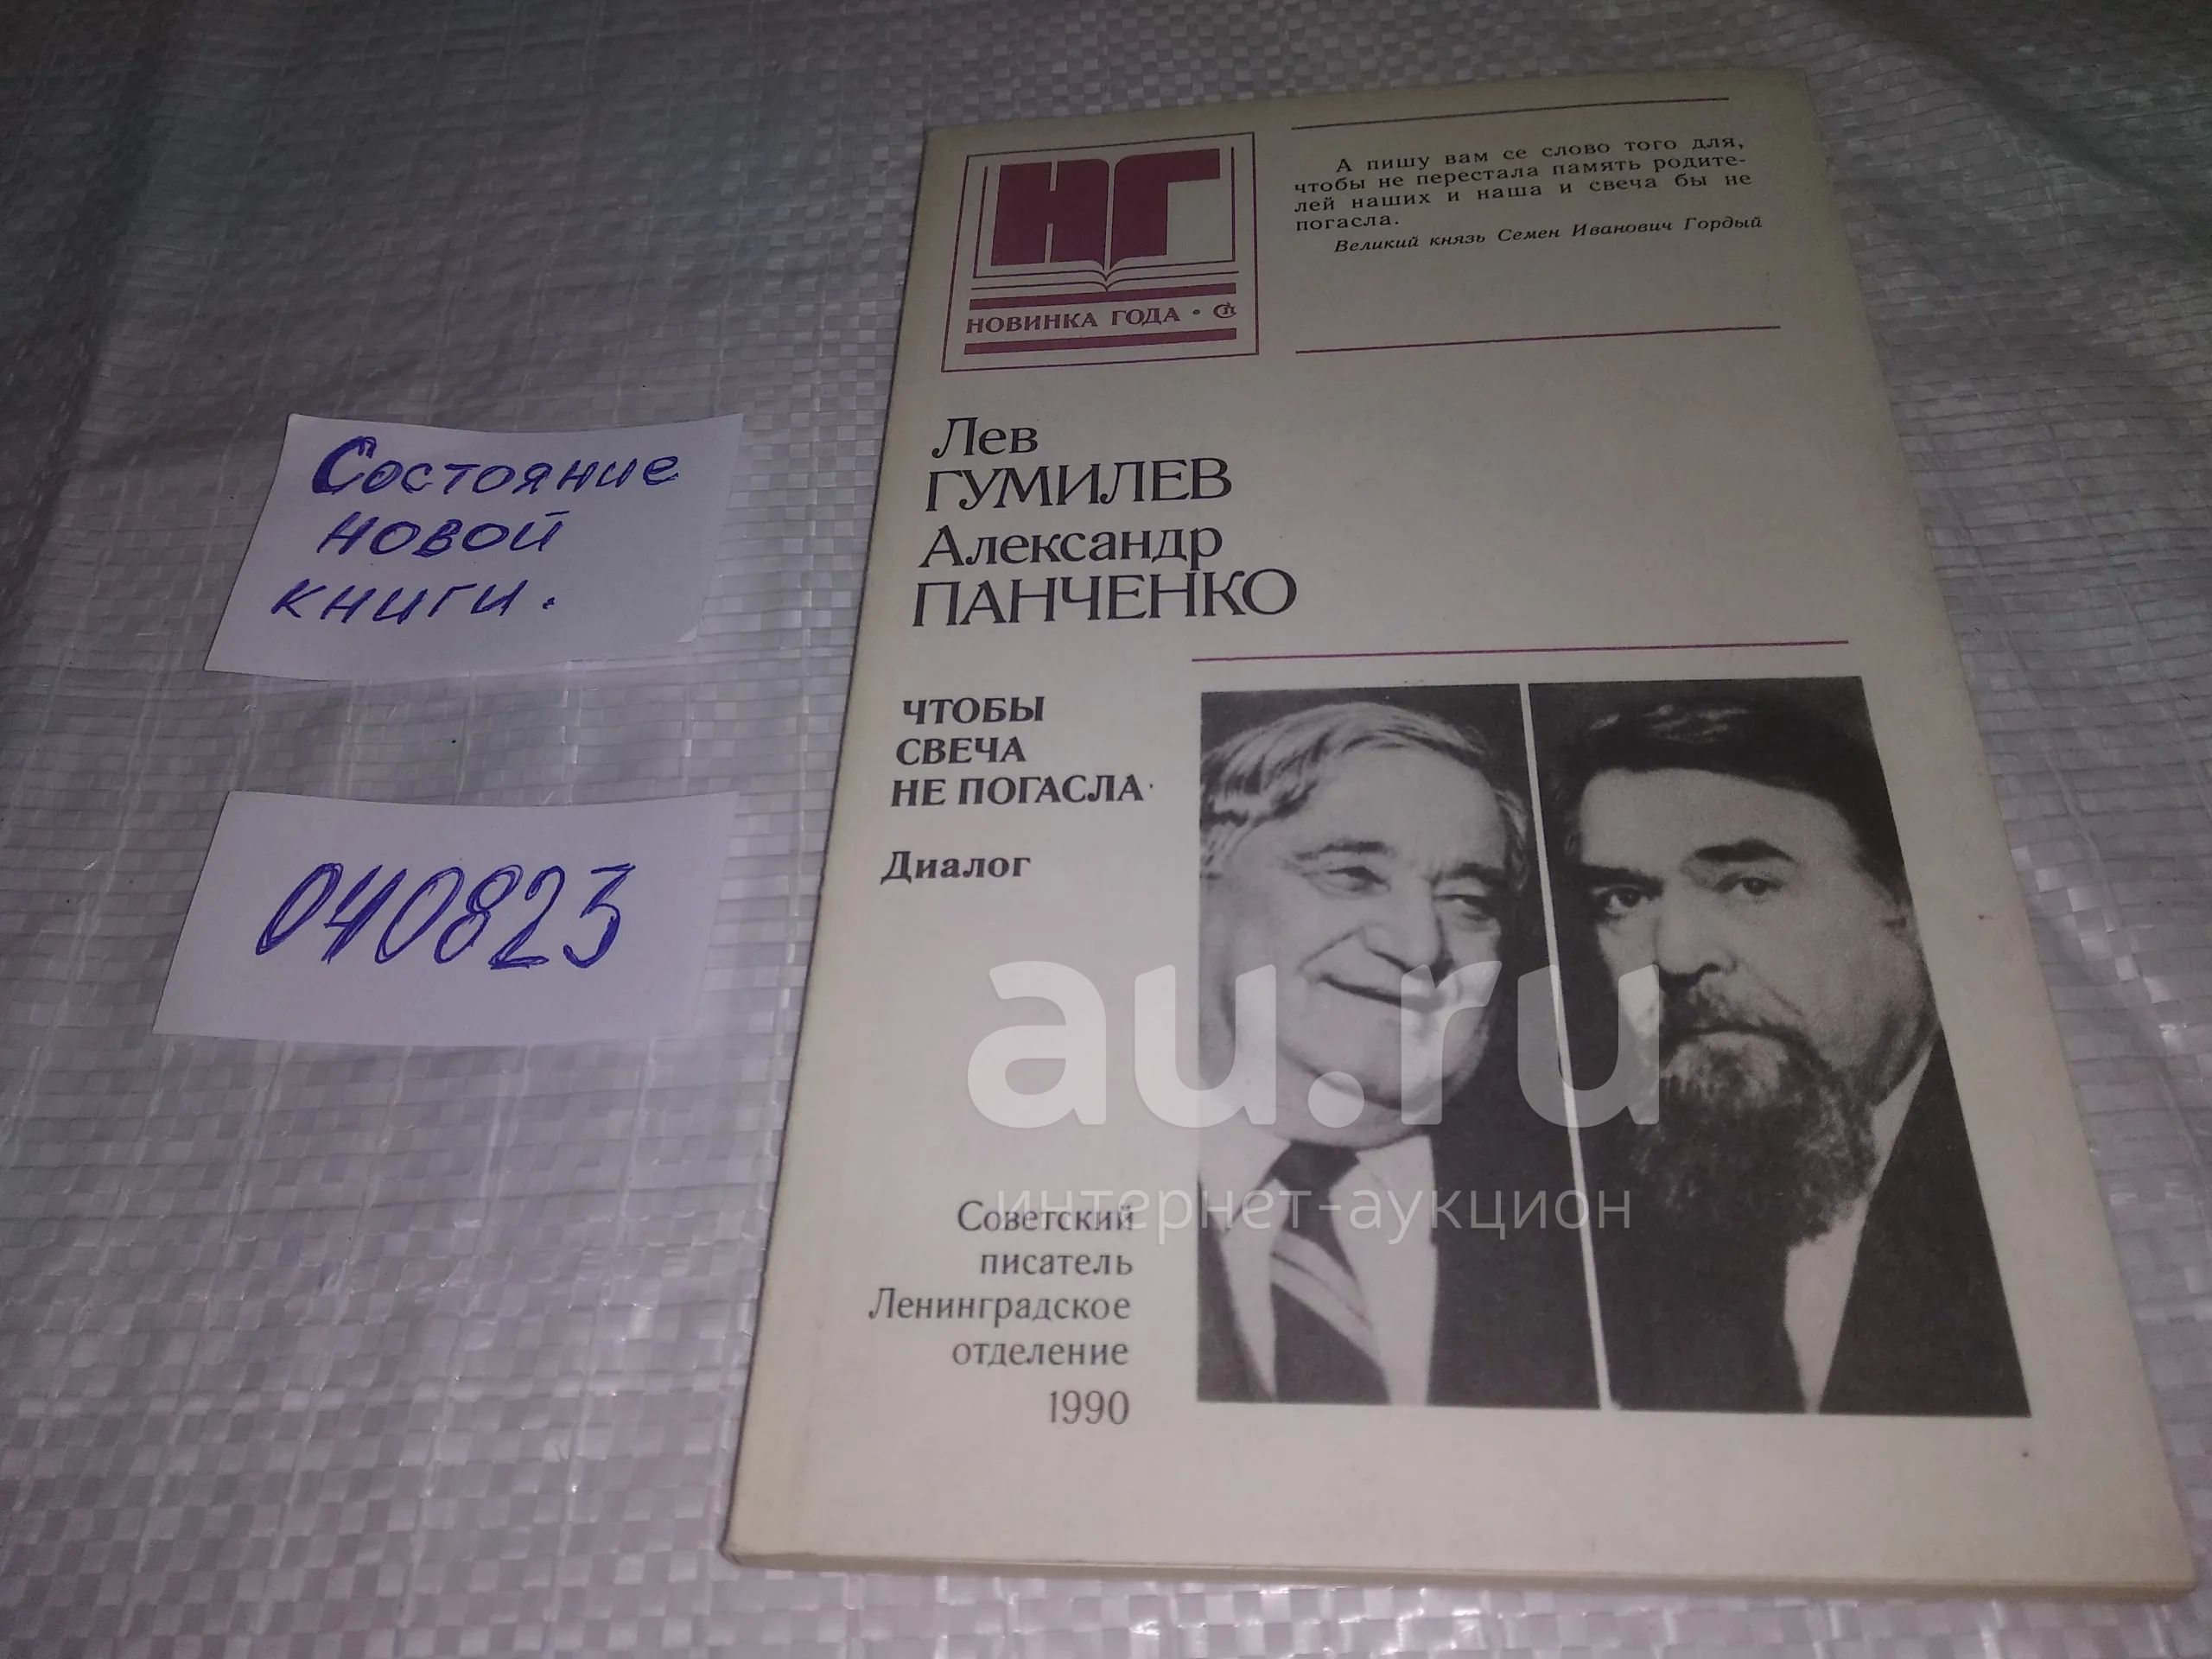 НГ
НОВИНКА ГОДА •
А пишу вам се слово того для,
чтобы не перестала память родите-
лей наших и наша и свеча бы не
погасла.
Великий князь Семен Иванович Гордый
Лев
ГУМИЛЕВ
Александр
ПАНЧЕНКО
ЧТОБЫ
СВЕЧА
НЕ ПОГАСЛА
Диалог
Советский
писатель
Ленинградское
отделение
1990
Состояние
новой
книги.
040823
au.ru
интернет-аукцион